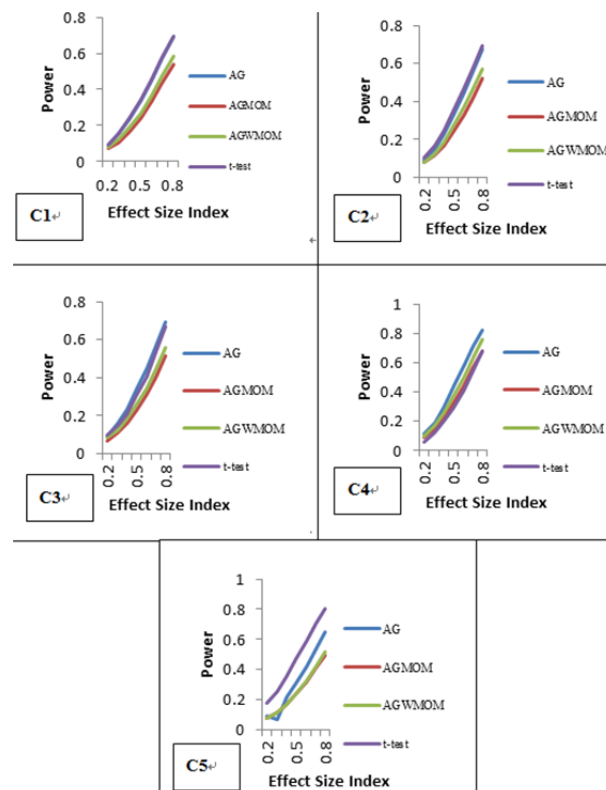 0.8
0.6
0.4
0.2
0
Power
0.2 0.5 0.8
Effect Size Index
AG
AGMOM
AGWMOM
t-test
C1↵
↵
0.8
0.6
0.4
0.2
0
Power
0.2 0.5 0.8
Effect Size Index
AG
AGMOM
AGWMOM
t-test
C2↵
0.8
0.6
0.4
0.2
0
Power
0.2 0.5 0.8
Effect Size Index
AG
AGMOM
AGWMOM
t-test
C3↵
1
0.8
0.6
0.4
0.2
0
Power
0.2 0.5 0.8
Effect Size Index
AG
AGMOM
AGWMOM
t-test
C4↵
1
0.8
0.6
0.4
0.2
0
Power
0.2 0.5 0.8
Effect Size Index
AG
AGMOM
AGWMOM
t-test
C5↵